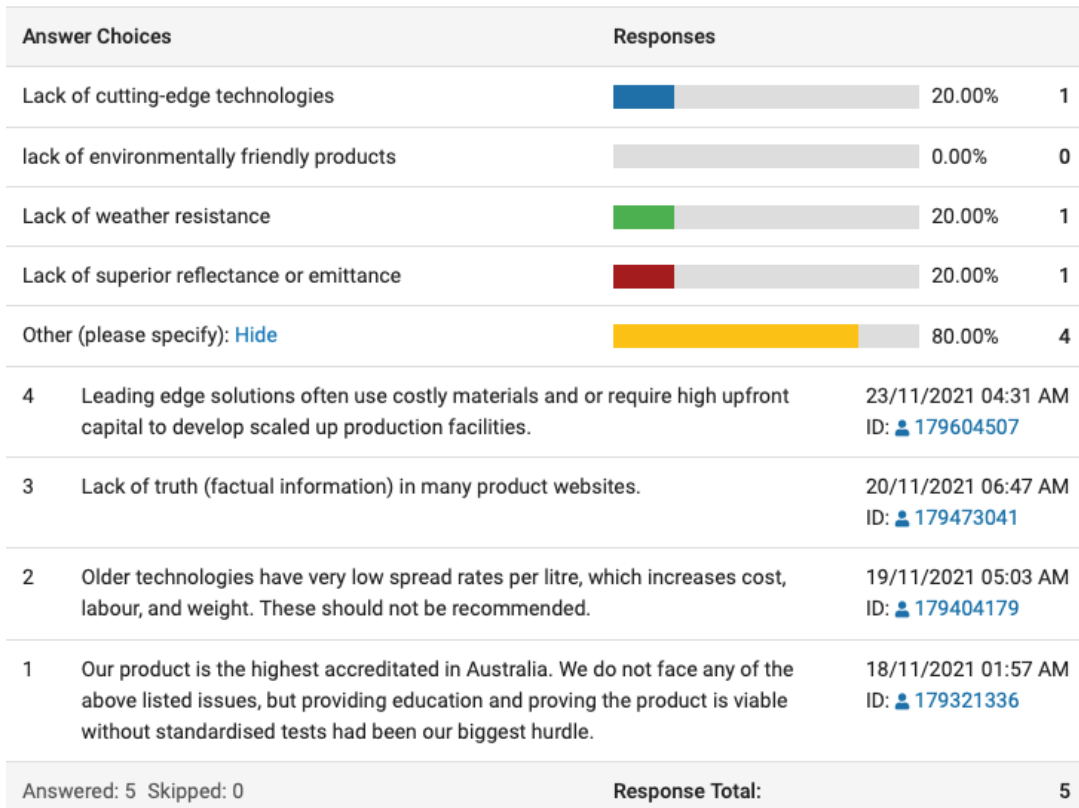 Answer Choices Responses
Lack of cutting-edge technologies 20.00% 1
lack of environmentally friendly products 0.00% 0
Lack of weather resistance 20.00% 1
Lack of superior reflectance or emittance 20.00% 1
Other (please specify): Hide 80.00% 4
4 Leading edge solutions often use costly materials and or require high upfront 23/11/2021 04:31 AM
capital to develop scaled up production facilities. ID: 179604507
3 Lack of truth (factual information) in many product websites. 20/11/2021 06:47 AM
ID: 179473041
2 Older technologies have very low spread rates per litre, which increases cost, 19/11/2021 05:03 AM
labour, and weight. These should not be recommended. ID: 179404179
1 Our product is the highest accreditated in Australia. We do not face any of the 18/11/2021 01:57 AM
above listed issues, but providing education and proving the product is viable ID: 179321336
without standardised tests had been our biggest hurdle.
Answered: 5 Skipped: 0 Response Total: 5